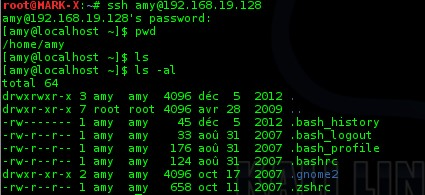 root@MARK-X:~# ssh amy@192.168.19.128
amy@192.168.19.128's password:
[amy@localhost ~]$ pwd
/home/amy
[amy@localhost ~]$ ls
[amy@localhost ~]$ ls -al
total 64
drwxrwxr-x 3 amy  amy  4096 déc  5  2012 .
drwxr-xr-x 7 root root 4096 avr 28  2009 ..
-rw------- 1 amy  amy    45 déc  5  2012 .bash_history
-rw-r--r-- 1 amy  amy    33 aoû 31  2007 .bash_logout
-rw-r--r-- 1 amy  amy   176 aoû 31  2007 .bash_profile
-rw-r--r-- 1 amy  amy   124 aoû 31  2007 .bashrc
drwxr-xr-x 2 amy  amy  4096 oct 17  2007 .gnome2
-rw-r--r-- 1 amy  amy   658 oct 11  2007 .zshrc